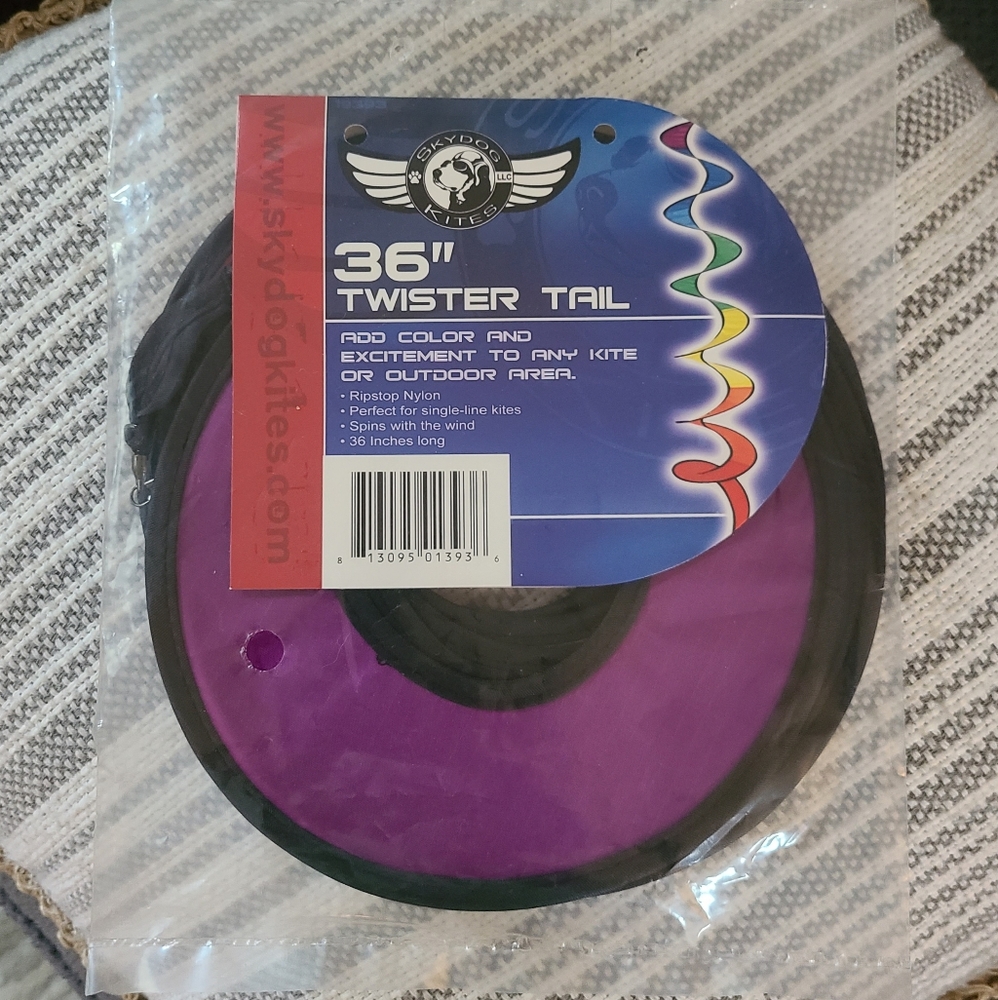 www.skydogkites.com
SKYDOG
LLC
KITES
36"
TWISTER TAIL
ADD COLOR AND
EXCITEMENT TO ANY KITE
OR OUTDOOR AREA.
• Ripstop Nylon
• Perfect for single-line kites
• Spins with the wind
• 36 Inches long
8 13095 01393 6